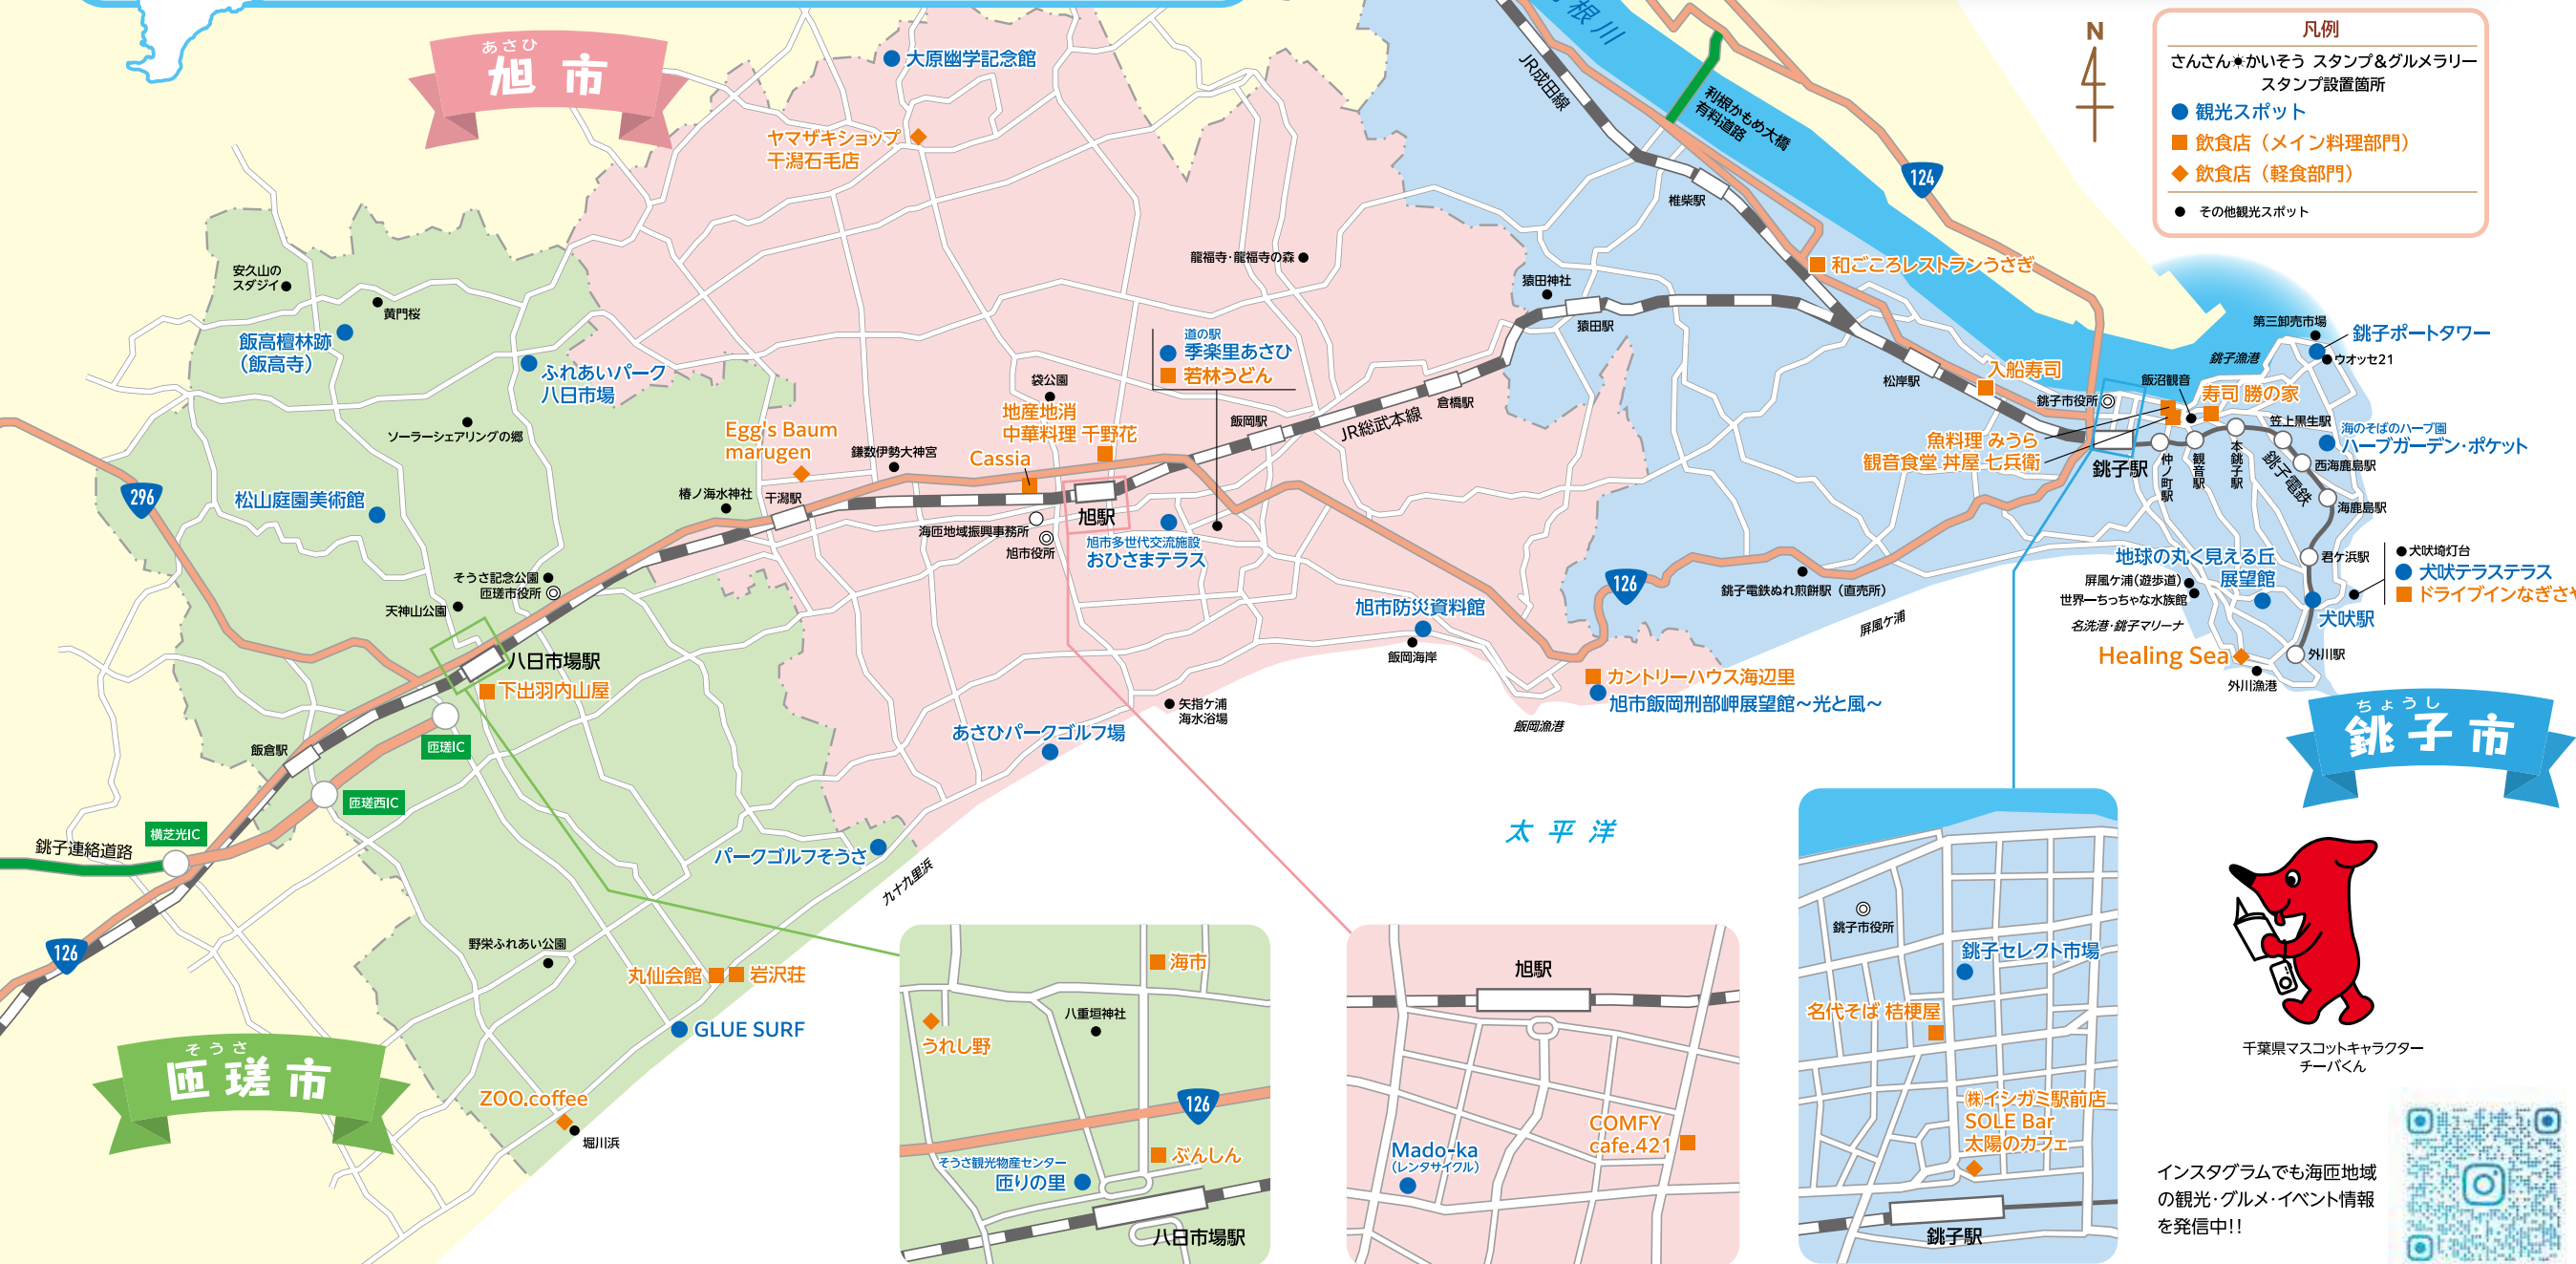 あさひ
旭市
大原幽学記念館
ヤマザキショップ
干潟石毛店
根川
JR成田線
利根かもめ大橋
有料道路
124
N
凡例
さんさん☀かいそう スタンプ&グルメラリー
スタンプ設置箇所
観光スポット
飲食店（メイン料理部門）
飲食店（軽食部門）
その他観光スポット
椎柴駅
和ごころレストランうさぎ
龍福寺・龍福寺の森
猿田神社
猿田駅
安久山の
スダジイ
黄門桜
飯高檀林跡
（飯高寺）
ふれあいパーク
八日市場
ソーラーシェアリングの郷
松山庭園美術館
296
道の駅
季楽里あさひ
若林うどん
袋公園
地産地消
中華料理 千野花
Cassia
Egg's Baum
marugen
鎌数伊勢大神宮
椿ノ海水神社
干潟駅
飯岡駅
JR総武本線
倉橋駅
海匝地域振興事務所
旭市役所
旭駅
旭市多世代交流施設
おひさまテラス
松岸駅
入船寿司
銚子市役所
飯沼観音
寿司 勝の家
魚料理 みうら
観音食堂 丼屋 七兵衛
銚子駅
仲ノ町駅
観音駅
本銚子駅
銚子電鉄
笠上黒生駅
西海鹿島駅
海鹿島駅
君ケ浜駅
第三卸売市場
銚子ポートタワー
ウオッセ21
銚子漁港
海のそばのハーブ園
ハーブガーデン・ポケット
地球の丸く見える丘
展望館
屏風ケ浦（遊歩道）
世界一ちっちゃな水族館
名洗港・銚子マリーナ
犬吠埼灯台
犬吠テラステラス
ドライブインなぎさや
犬吠駅
Healing Sea
外川駅
外川漁港
ちょうし
銚子市
126
銚子電鉄ぬれ煎餅駅（直売所）
屏風ケ浦
旭市防災資料館
飯岡海岸
カントリーハウス海辺里
旭市飯岡刑部岬展望館～光と風～
飯岡漁港
矢指ケ浦
海水浴場
あさひパークゴルフ場
そうさ記念公園
匝瑳市役所
天神山公園
八日市場駅
下出羽内山屋
飯倉駅
匝瑳IC
匝瑳西IC
横芝光IC
銚子連絡道路
126
パークゴルフそうさ
九十九里浜
太平洋
野栄ふれあい公園
丸仙会館
岩沢荘
GLUE SURF
ZOO.coffee
堀川浜
そうさ
匝瑳市
海市
八重垣神社
うれし野
126
ぶんしん
そうさ観光物産センター
匝りの里
八日市場駅
旭駅
COMFY
cafe.421
Mado-ka
（レンタサイクル）
銚子市役所
銚子セレクト市場
名代そば 桔梗屋
㈱イシガミ駅前店
SOLE Bar
太陽のカフェ
銚子駅
千葉県マスコットキャラクター
チーバくん
インスタグラムでも海匝地域
の観光・グルメ・イベント情報
を発信中!!